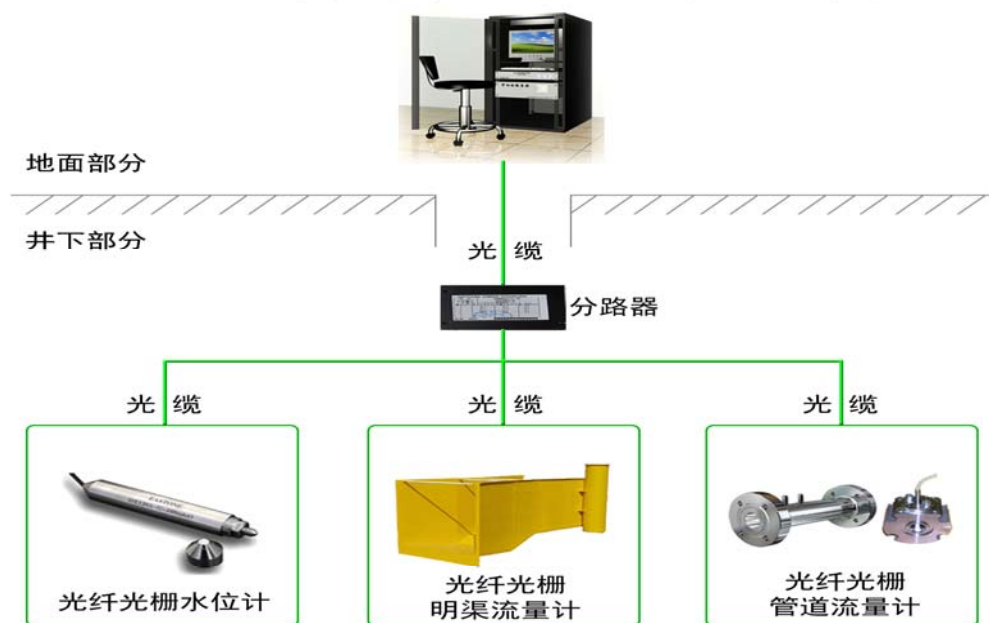 地面部分
井下部分
光 缆
分路器
光 缆
光 缆
光 缆
光纤光栅水位计
光纤光栅
明渠流量计
光纤光栅
管道流量计